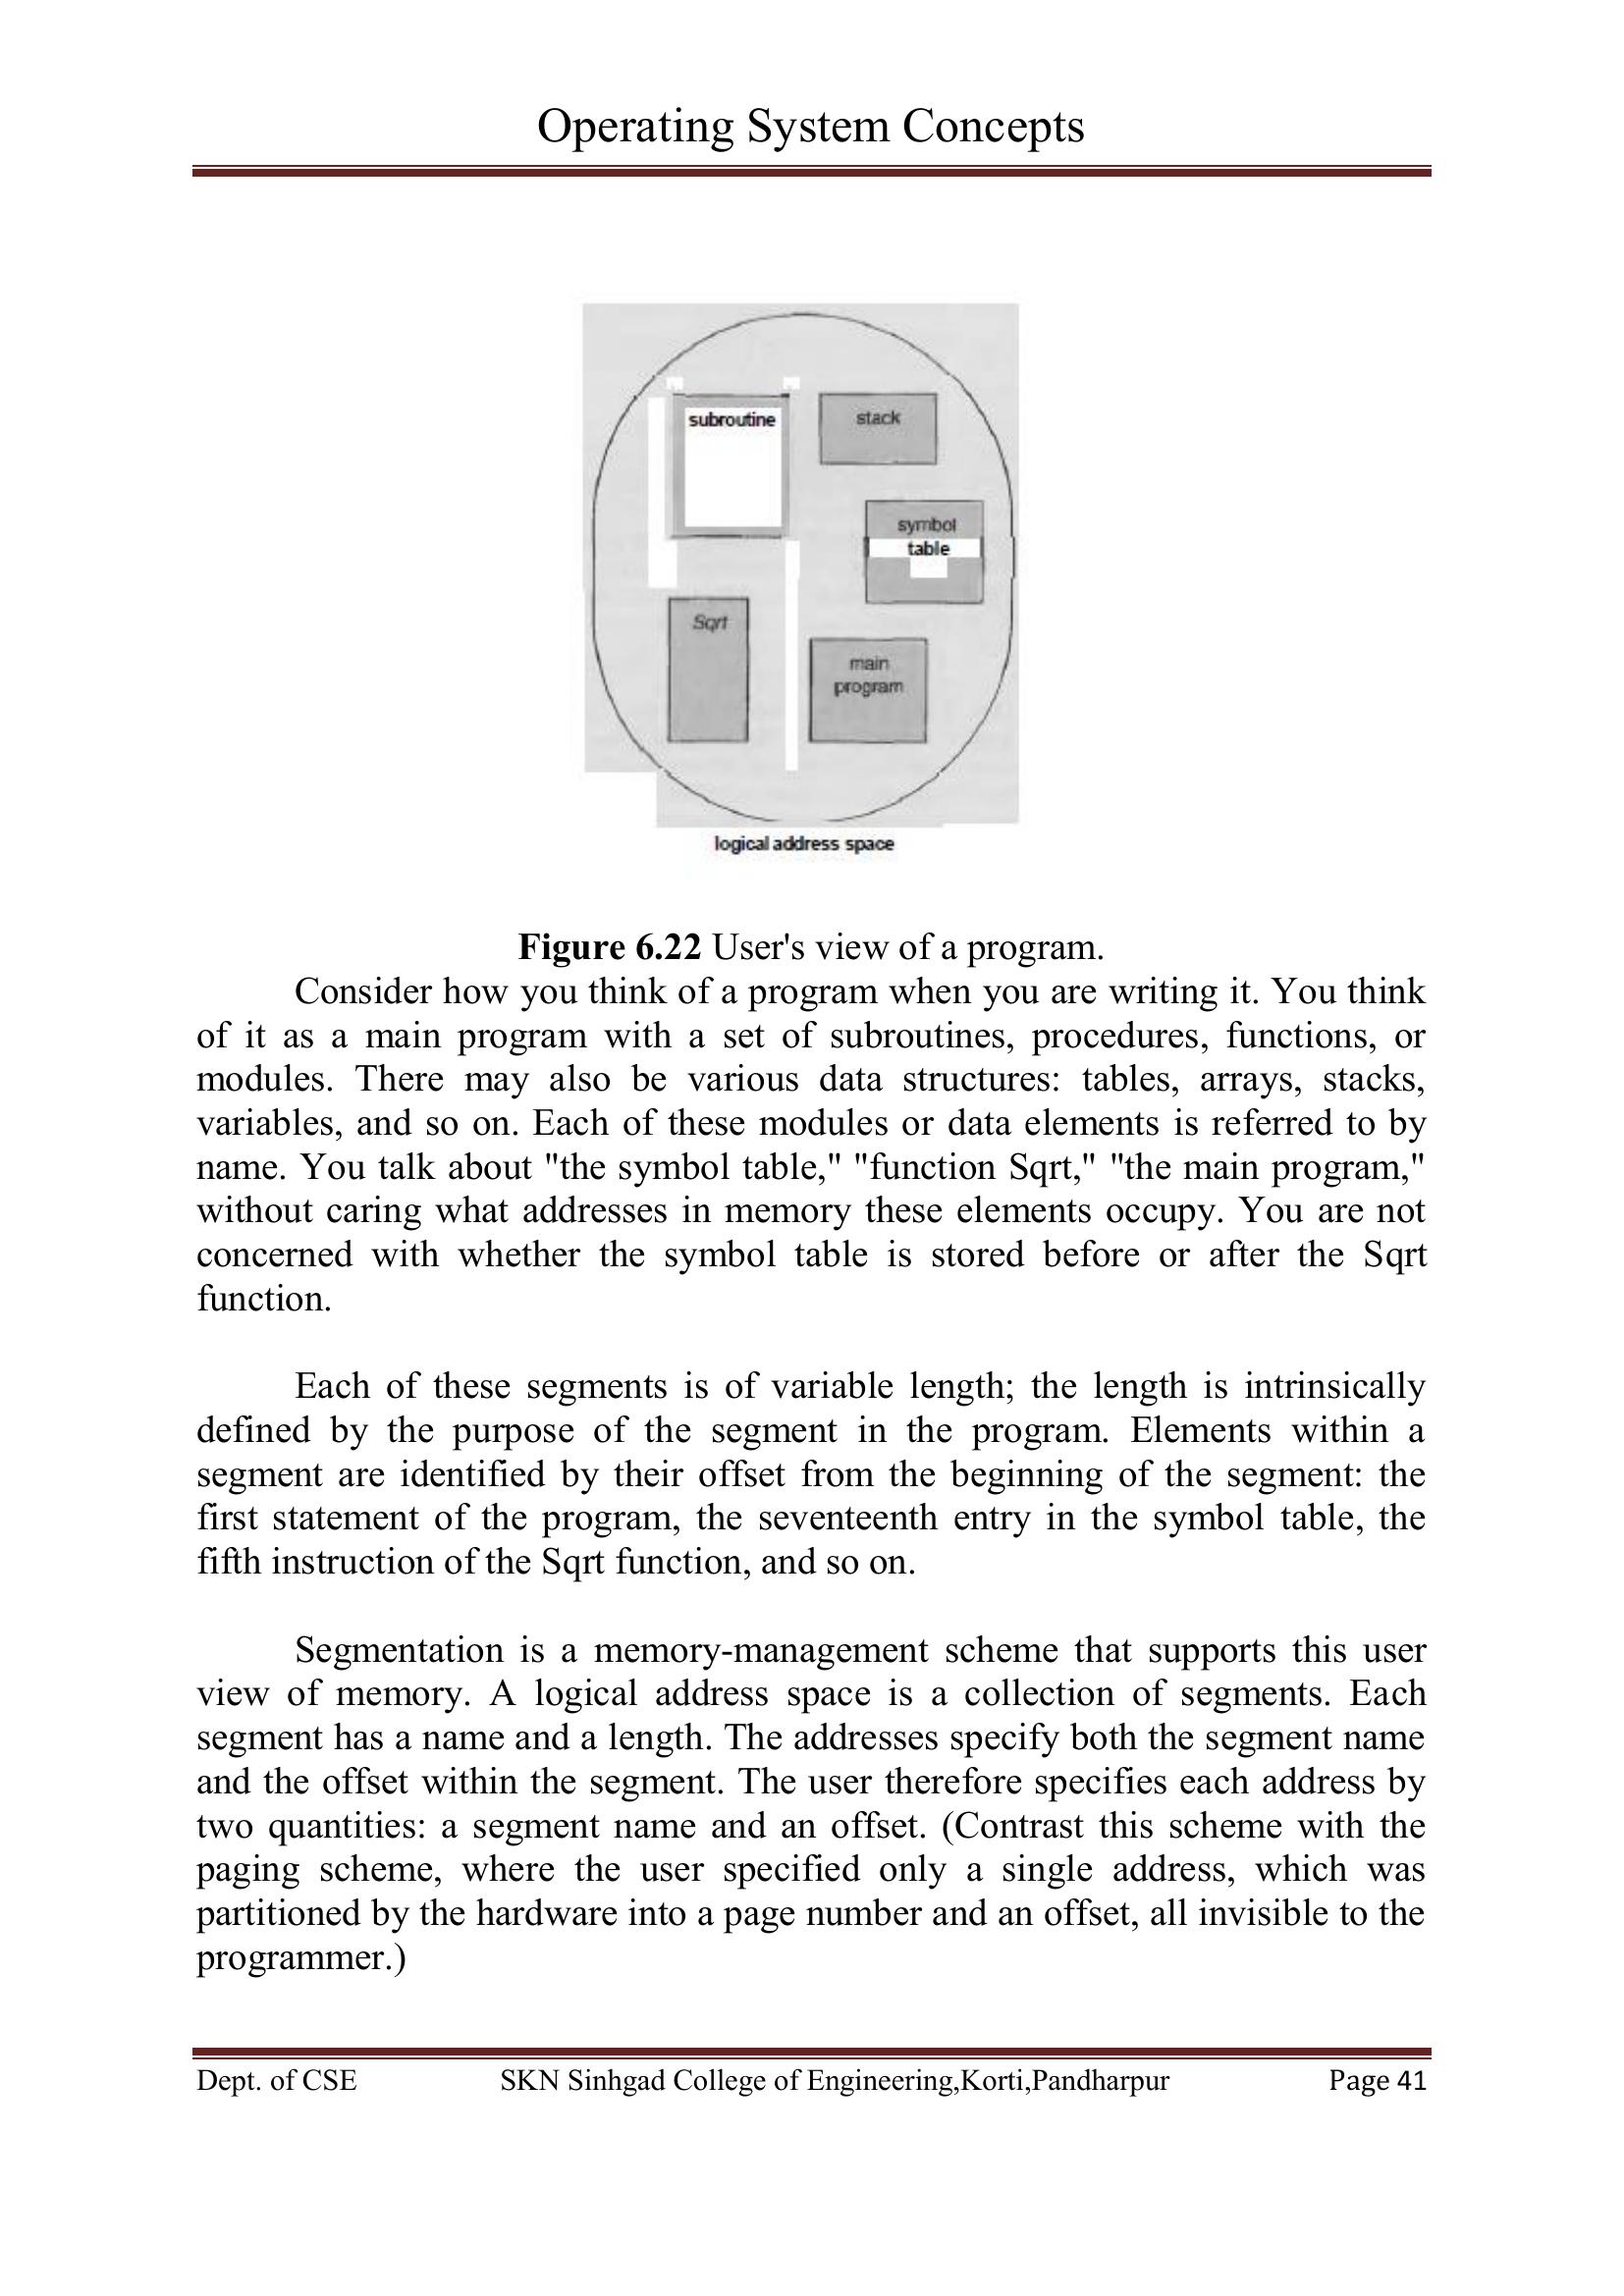 Operating System Concepts
subroutine
stack
symbol
table
Sqrt
main
program
logical address space
Figure 6.22 User's view of a program.
Consider how you think of a program when you are writing it. You think
of it as a main program with a set of subroutines, procedures, functions, or
modules. There may also be various data structures: tables, arrays, stacks,
variables, and so on. Each of these modules or data elements is referred to by
name. You talk about "the symbol table," "function Sqrt," "the main program,"
without caring what addresses in memory these elements occupy. You are not
concerned with whether the symbol table is stored before or after the Sqrt
function.
Each of these segments is of variable length; the length is intrinsically
defined by the purpose of the segment in the program. Elements within a
segment are identified by their offset from the beginning of the segment: the
first statement of the program, the seventeenth entry in the symbol table, the
fifth instruction of the Sqrt function, and so on.
Segmentation is a memory-management scheme that supports this user
view of memory. A logical address space is a collection of segments. Each
segment has a name and a length. The addresses specify both the segment name
and the offset within the segment. The user therefore specifies each address by
two quantities: a segment name and an offset. (Contrast this scheme with the
paging scheme, where the user specified only a single address, which was
partitioned by the hardware into a page number and an offset, all invisible to the
programmer.)
Dept. of CSE SKN Sinhgad College of Engineering,Korti,Pandharpur Page 41